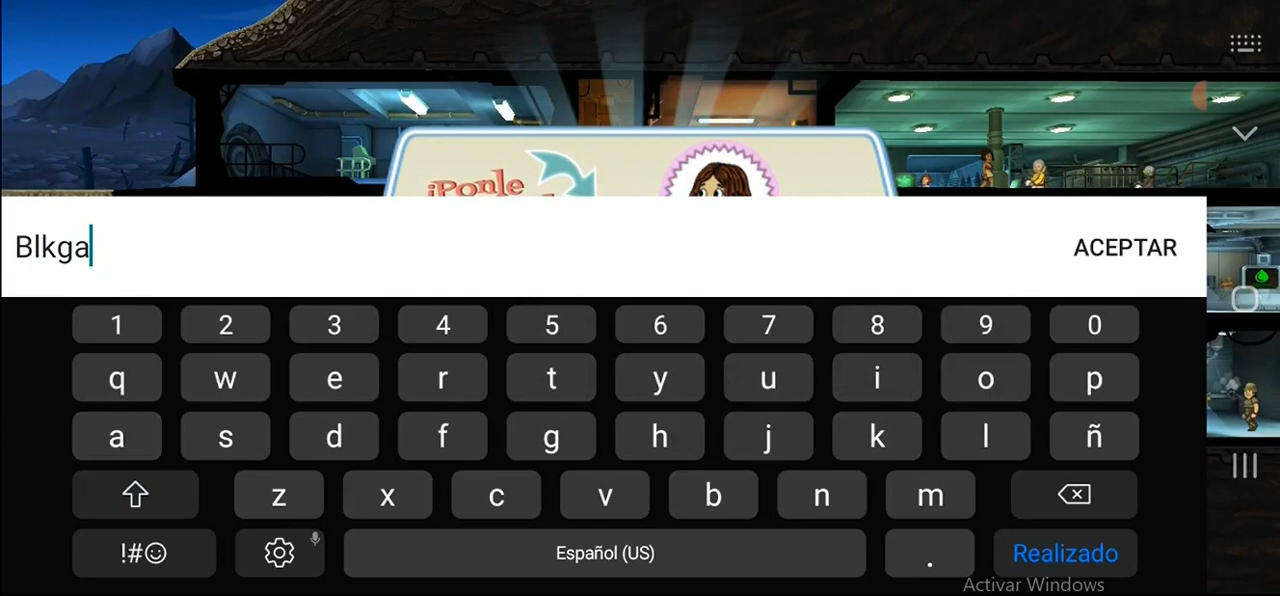 ¡Ponle
Blkga
ACEPTAR
1 2 3 4 5 6 7 8 9 0
q w e r t y u i o p
a s d f g h j k l ñ
z x c v b n m
!#☺ Español (US) . Realizado
Activar Windows